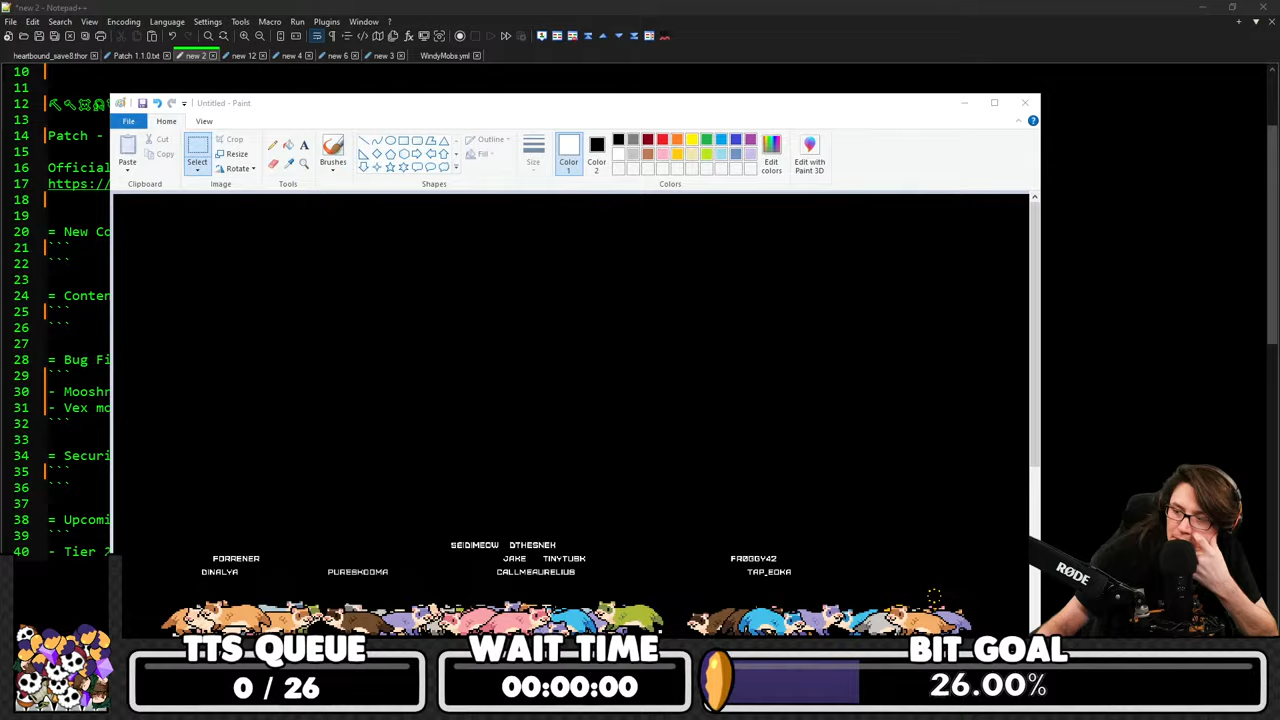 *new 2 - Notepad++
File Edit Search View Encoding Language Settings Tools Macro Run Plugins Window ?
heartbound_save8.thor Patch 1.1.0.txt new 2 new 12 new 4 new 6 new 3 WindyMobs.yml
10
11
12
13
14 Patch -
15
16 Offici
17 https://
18
19
20 = New Co
21 ```
22 ```
23
24 = Conten
25 ```
26 ```
27
28 = Bug Fi
29 ```
30 - Mooshr
31 - Vex mo
32 ```
33
34 = Securi
35 ```
36 ```
37
38 = Upcomi
39 ```
40 - Tier 2
Untitled - Paint
File Home View
Paste
Cut
Copy
Clipboard
Select
Crop
Resize
Rotate
Image
Tools
Brushes
Outline
Fill
Shapes
Size
Color 1
Color 2
Edit colors
Colors
Edit with Paint 3D
SEIDIMEOW DTHESNEK
FORRENER JAKE TINYTUSK FROGGY42
DINALYA PURESKOOMA CALLMEAURELIUS TAP_EOKA
RØDE
TTS QUEUE
0 / 26
WAIT TIME
00:00:00
BIT GOAL
26.00%